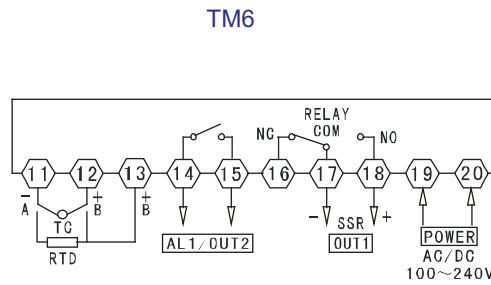 TM6
RELAY
NC COM NO
11 12 13 14 15 16 17 18 19 20
− + +
A B B
TC
RTD
AL1/OUT2
− SSR +
OUT1
POWER
AC/DC
100~240V